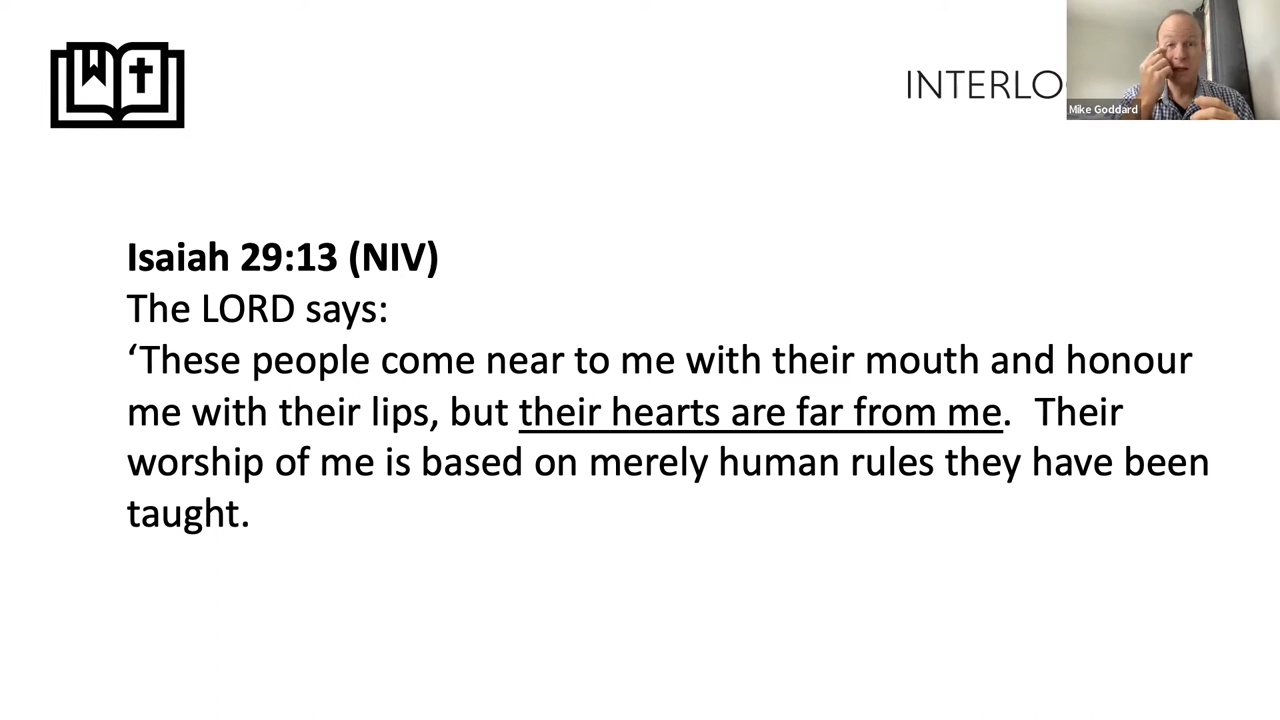 INTERLO
Mike Goddard
Isaiah 29:13 (NIV)
The LORD says:
‘These people come near to me with their mouth and honour
me with their lips, but their hearts are far from me.  Their
worship of me is based on merely human rules they have been
taught.